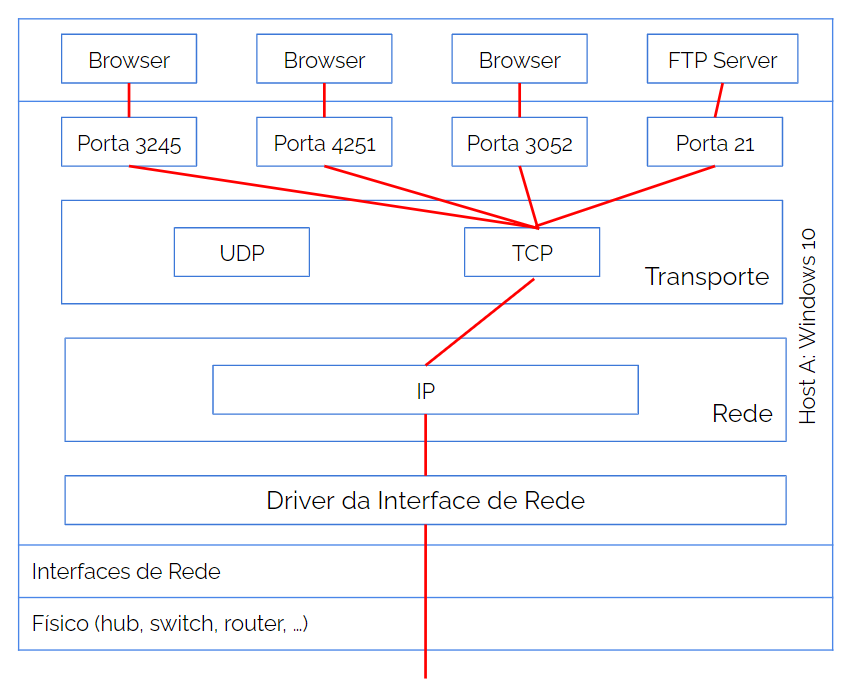 Browser
Browser
Browser
FTP Server
Porta 3245
Porta 4251
Porta 3052
Porta 21
UDP
TCP
Transporte
Host A: Windows 10
IP
Rede
Driver da Interface de Rede
Interfaces de Rede
Físico (hub, switch, router, ...)